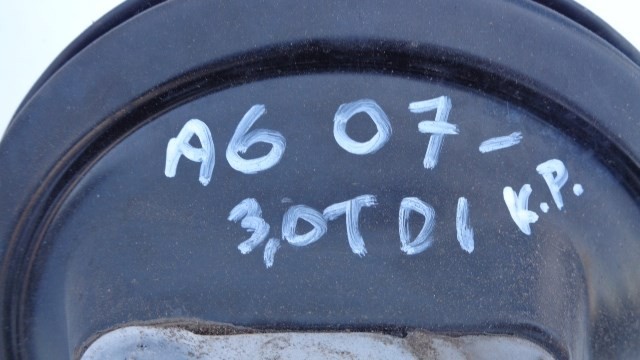 A6 07-
3,0TDI K.P.